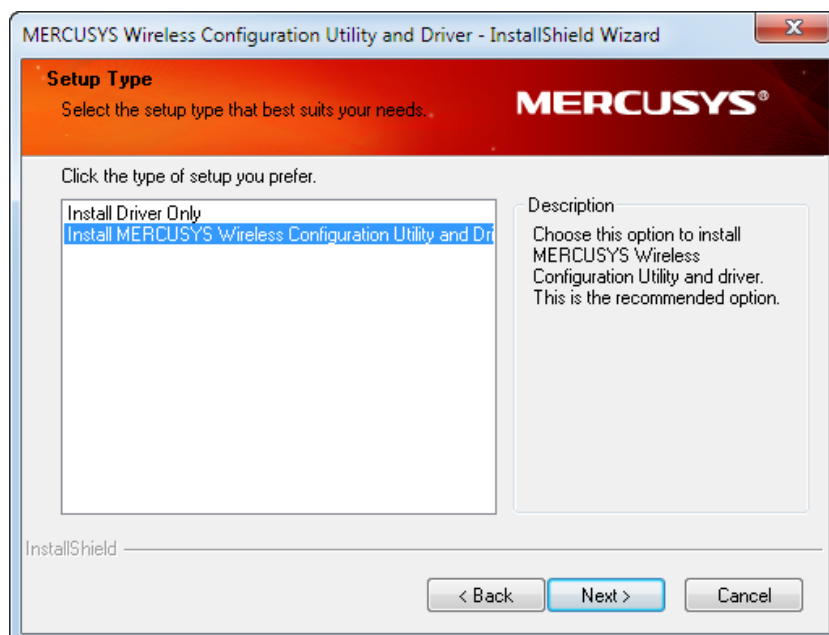 MERCUSYS Wireless Configuration Utility and Driver - InstallShield Wizard
Setup Type
Select the setup type that best suits your needs.
MERCUSYS®
Click the type of setup you prefer.
Install Driver Only
Install MERCUSYS Wireless Configuration Utility and Dri
Description
Choose this option to install
MERCUSYS Wireless
Configuration Utility and driver.
This is the recommended option.
InstallShield
< Back
Next >
Cancel